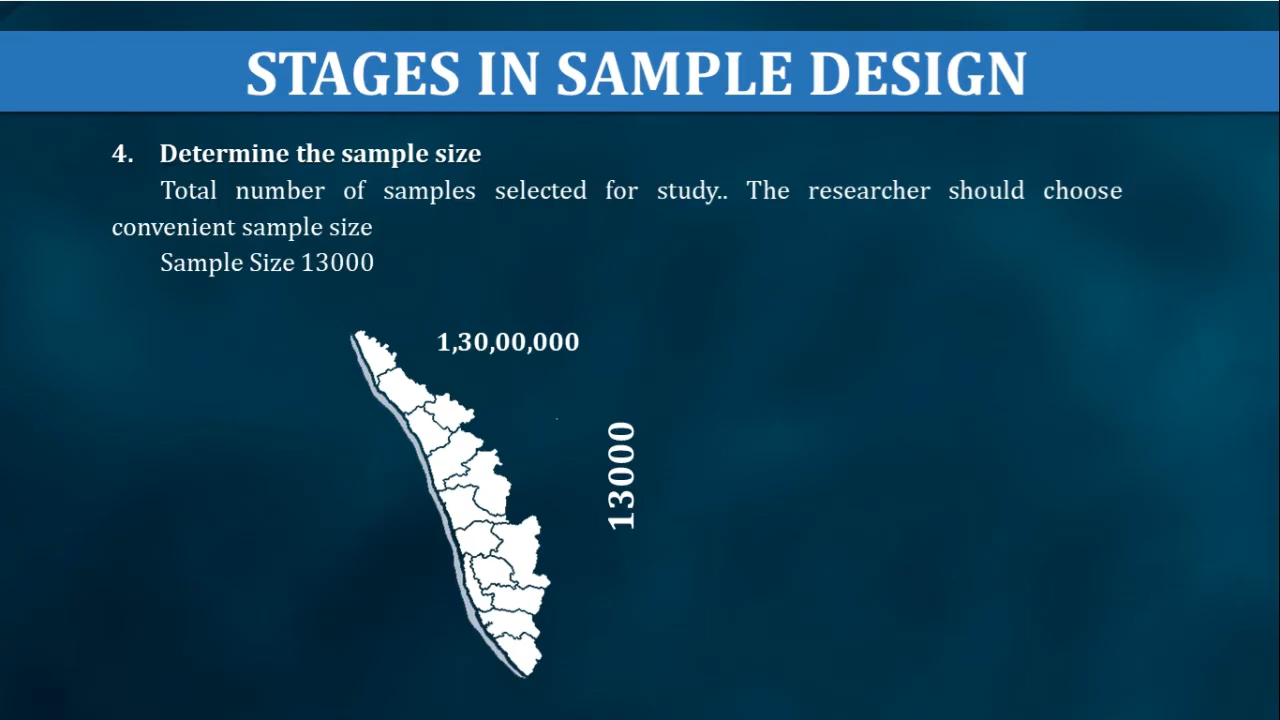 STAGES IN SAMPLE DESIGN
4. Determine the sample size
Total number of samples selected for study.. The researcher should choose
convenient sample size
Sample Size 13000
1,30,00,000
13000